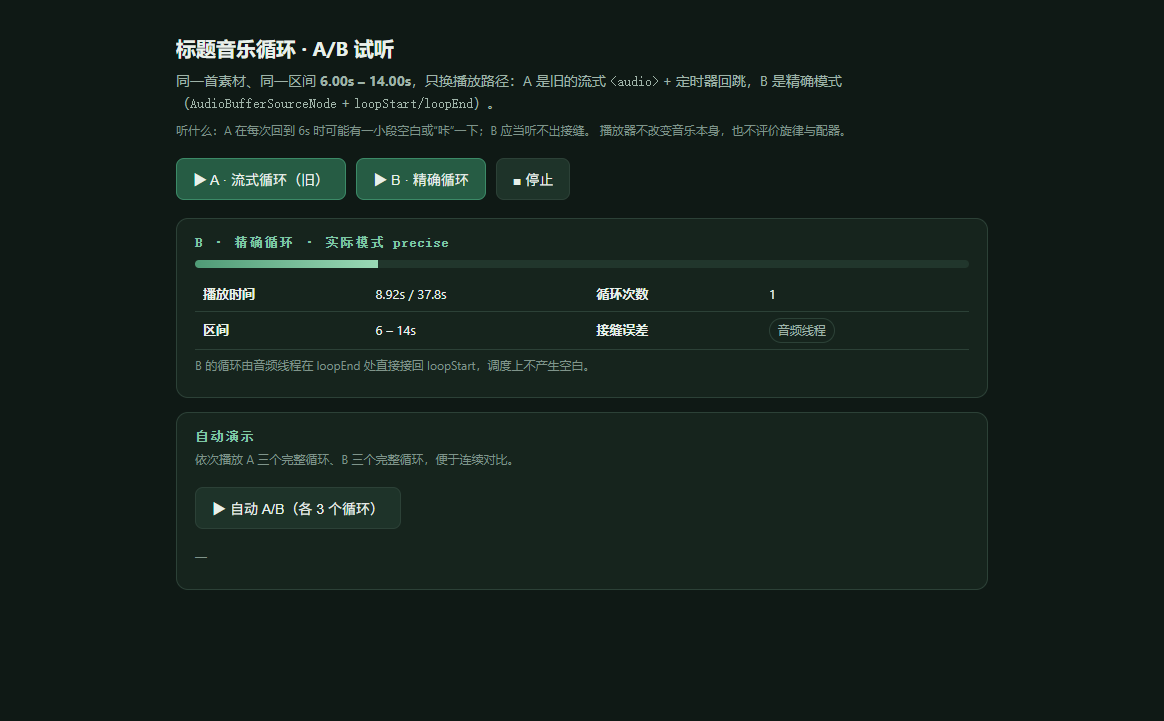 标题音乐循环 · A/B 试听
同一首素材、同一区间 6.00s – 14.00s，只换播放路径：A 是旧的流式 <audio> + 定时器回跳，B 是精确模式
（AudioBufferSourceNode + loopStart/loopEnd）。
听什么：A 在每次回到 6s 时可能有一小段空白或“咔”一下；B 应当听不出接缝。 播放器不改变音乐本身，也不评价旋律与配器。
▶ A · 流式循环（旧） ▶ B · 精确循环 ■ 停止
B · 精确循环 · 实际模式 precise
播放时间 8.92s / 37.8s 循环次数 1
区间 6 – 14s 接缝误差 音频线程
B 的循环由音频线程在 loopEnd 处直接接回 loopStart，调度上不产生空白。
自动演示
依次播放 A 三个完整循环、B 三个完整循环，便于连续对比。
▶ 自动 A/B（各 3 个循环）
—